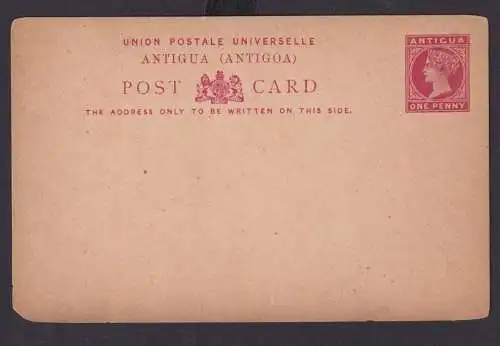 UNION POSTALE UNIVERSELLE
ANTIGUA (ANTIGOA)
POST CARD
THE ADDRESS ONLY TO BE WRITTEN ON THIS SIDE.
ANTIGUA
ONE PENNY